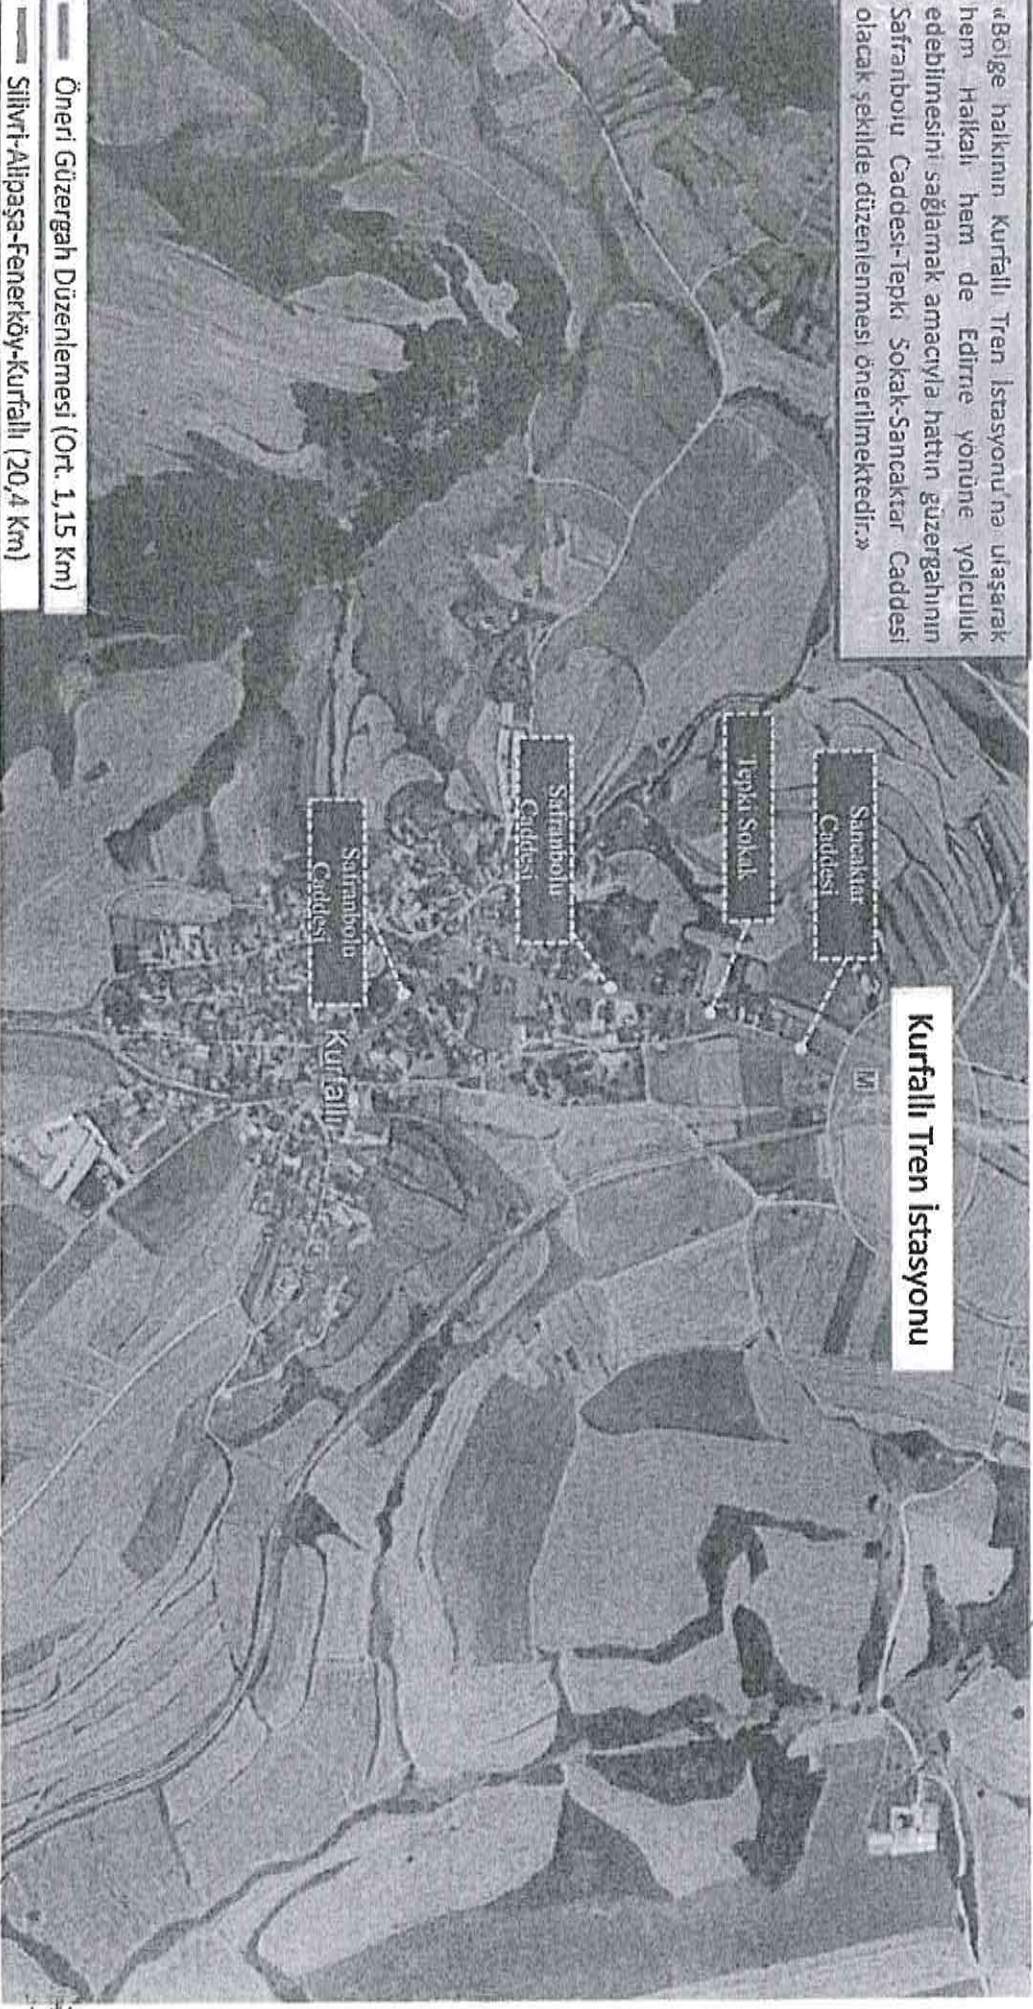 «Bölge halkının Kurfallı Tren İstasyonu'na ulaşarak
hem Halkalı hem de Edirne yönüne yolculuk
edebilmesini sağlamak amacıyla hattın güzergahının
Safranbolu Caddesi-Tepki Sokak-Sancaktar Caddesi
olacak şekilde düzenlenmesi önerilmektedir.»
Kurfallı Tren İstasyonu
M
Sancaktar
Caddesi
Tepki Sokak
Safranbolu
Caddesi
Safranbolu
Caddesi
Kurfallı
Öneri Güzergah Düzenlemesi (Ort. 1,15 Km)
Silivri-Alipaşa-Fenerköy-Kurfallı (20,4 Km)